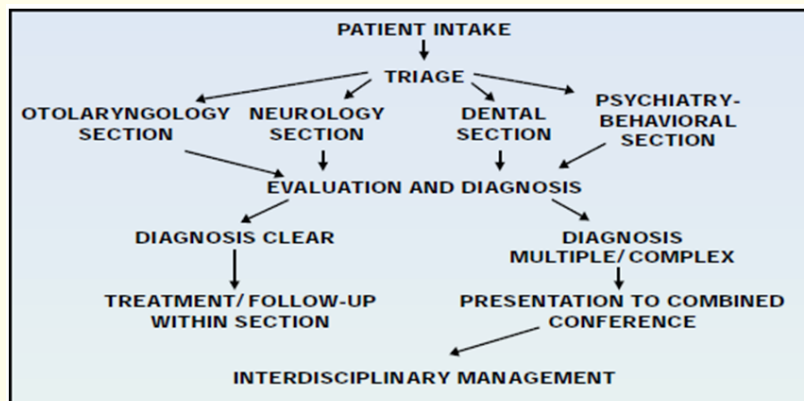 PATIENT INTAKE
TRIAGE
OTOLARYNGOLOGY
SECTION
NEUROLOGY
SECTION
DENTAL
SECTION
PSYCHIATRY-
BEHAVIORAL
SECTION
EVALUATION AND DIAGNOSIS
DIAGNOSIS CLEAR
DIAGNOSIS
MULTIPLE/ COMPLEX
TREATMENT/ FOLLOW-UP
WITHIN SECTION
PRESENTATION TO COMBINED
CONFERENCE
INTERDISCIPLINARY MANAGEMENT